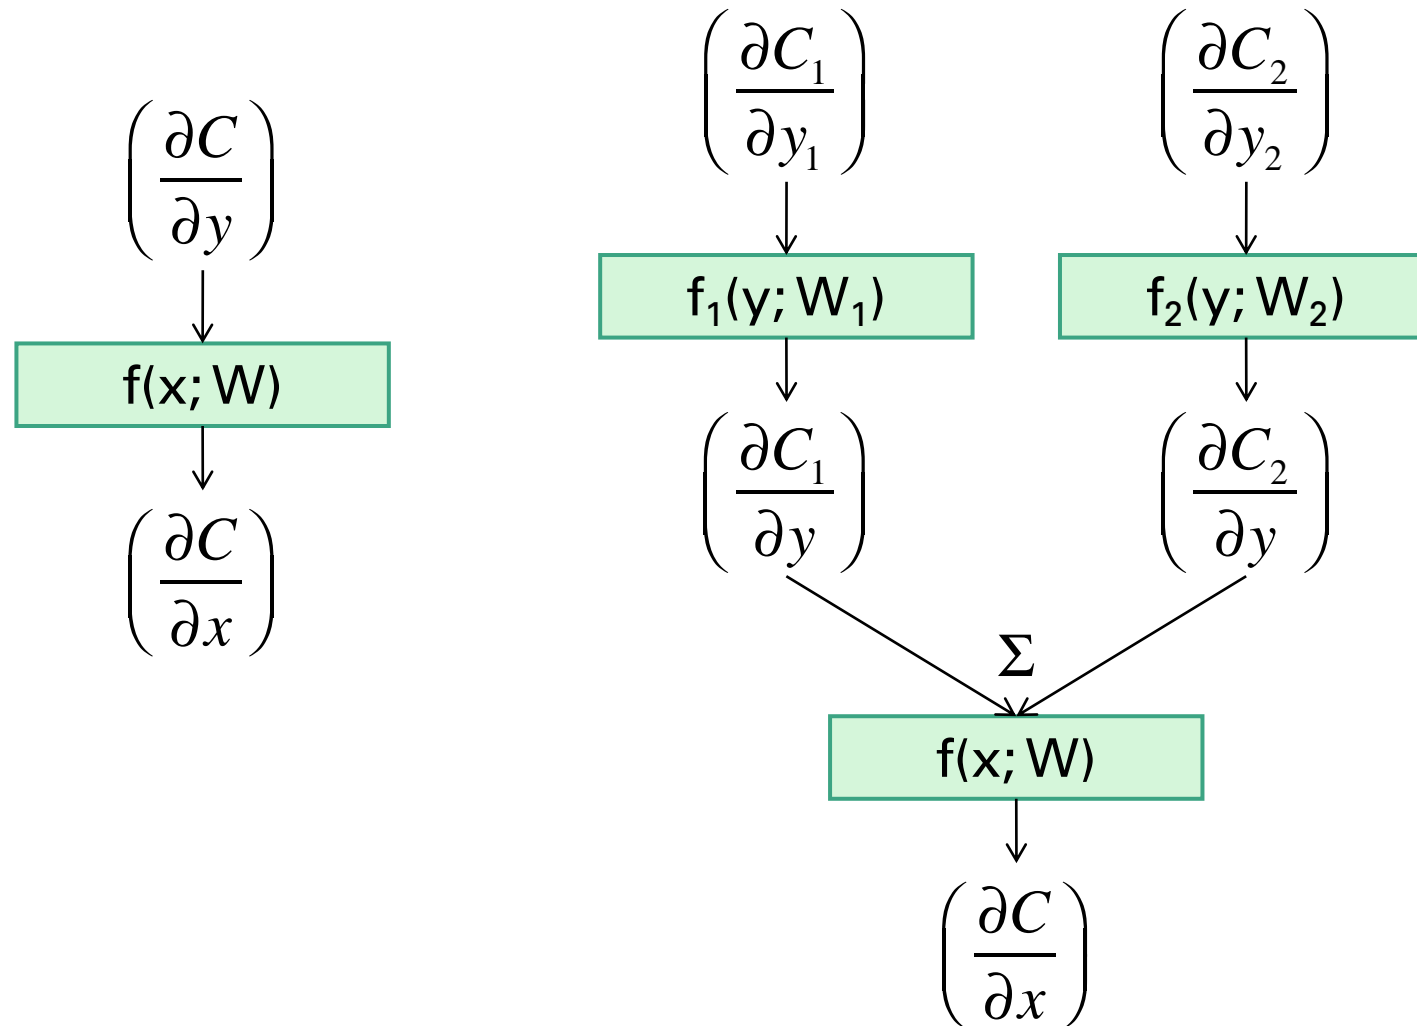 (∂C/∂y)
f(x; W)
(∂C/∂x)
(∂C₁/∂y₁)
(∂C₂/∂y₂)
f₁(y; W₁)
f₂(y; W₂)
(∂C₁/∂y)
(∂C₂/∂y)
Σ
f(x; W)
(∂C/∂x)